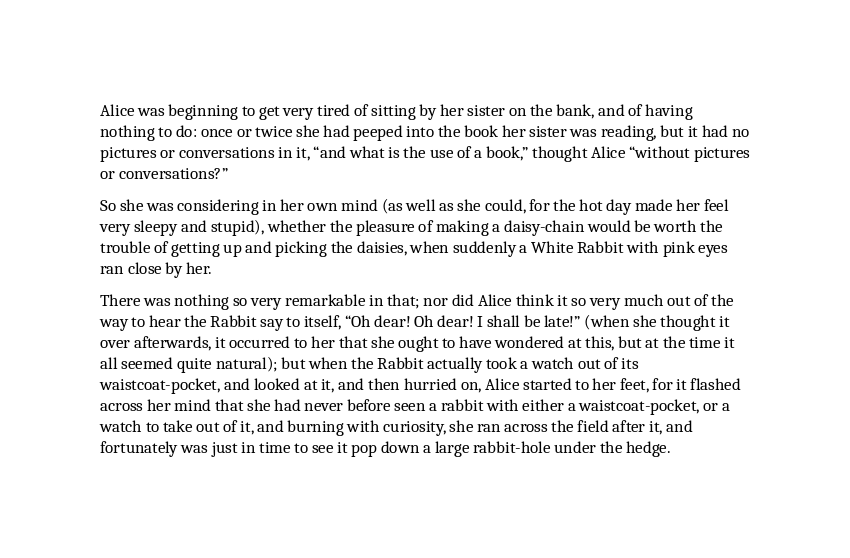 Alice was beginning to get very tired of sitting by her sister on the bank, and of having
nothing to do: once or twice she had peeped into the book her sister was reading, but it had no
pictures or conversations in it, “and what is the use of a book,” thought Alice “without pictures
or conversations?”
So she was considering in her own mind (as well as she could, for the hot day made her feel
very sleepy and stupid), whether the pleasure of making a daisy-chain would be worth the
trouble of getting up and picking the daisies, when suddenly a White Rabbit with pink eyes
ran close by her.
There was nothing so very remarkable in that; nor did Alice think it so very much out of the
way to hear the Rabbit say to itself, “Oh dear! Oh dear! I shall be late!” (when she thought it
over afterwards, it occurred to her that she ought to have wondered at this, but at the time it
all seemed quite natural); but when the Rabbit actually took a watch out of its
waistcoat-pocket, and looked at it, and then hurried on, Alice started to her feet, for it flashed
across her mind that she had never before seen a rabbit with either a waistcoat-pocket, or a
watch to take out of it, and burning with curiosity, she ran across the field after it, and
fortunately was just in time to see it pop down a large rabbit-hole under the hedge.